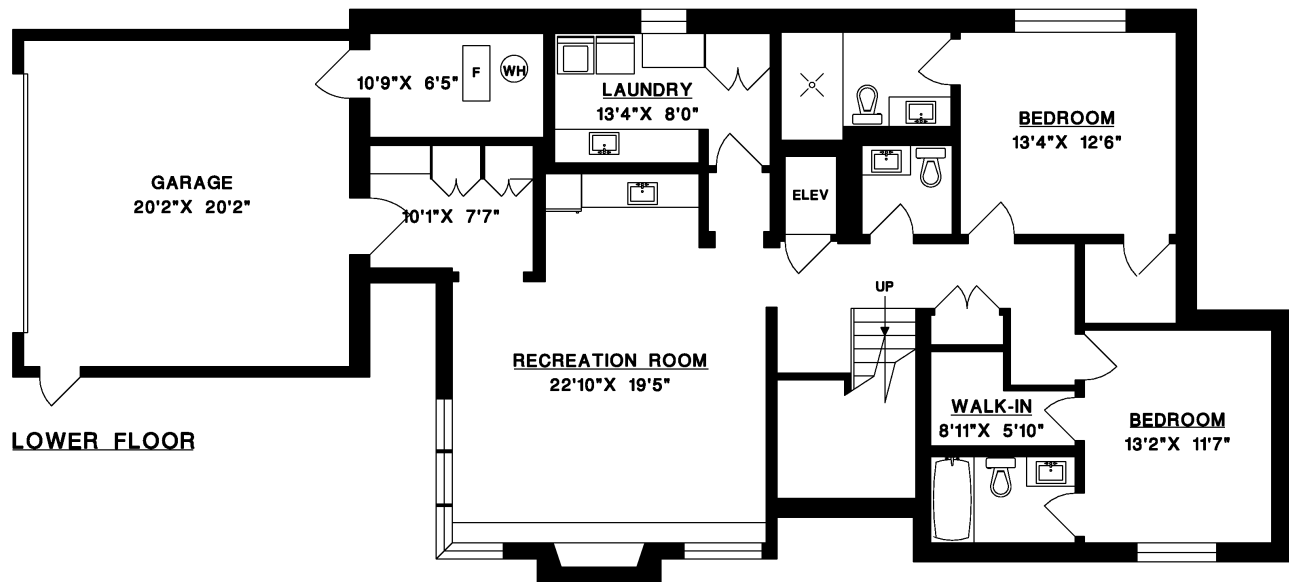 10'9"X 6'5"
F
WH
LAUNDRY
13'4"X 8'0"
BEDROOM
13'4"X 12'6"
GARAGE
20'2"X 20'2"
10'1"X 7'7"
ELEV
UP
RECREATION ROOM
22'10"X 19'5"
WALK-IN
8'11"X 5'10"
BEDROOM
13'2"X 11'7"
LOWER FLOOR